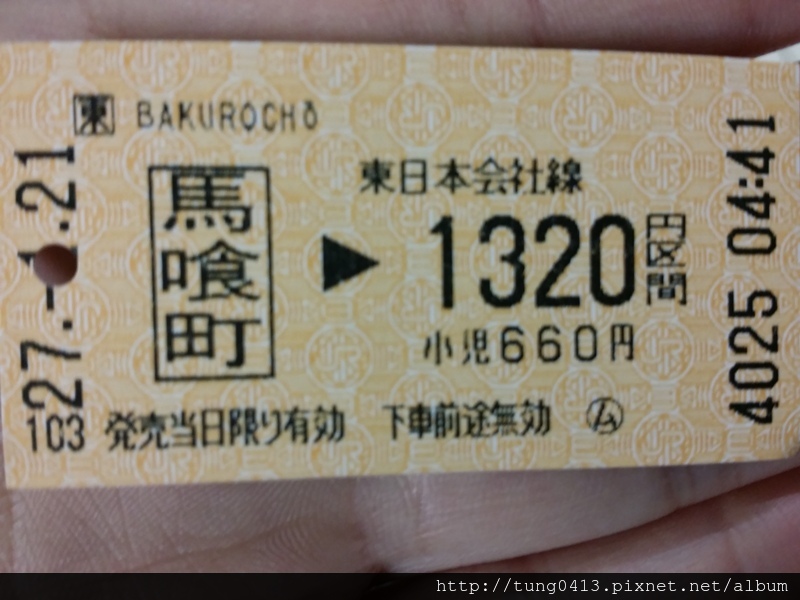 東 BAKUROCHŌ
27.-1.21
馬喰町
▶
東日本会社線
1320円区間
小児660円
4025 04:41
103 発売当日限り有効 下車前途無効 ム
http://tung0413.pixnet.net/album